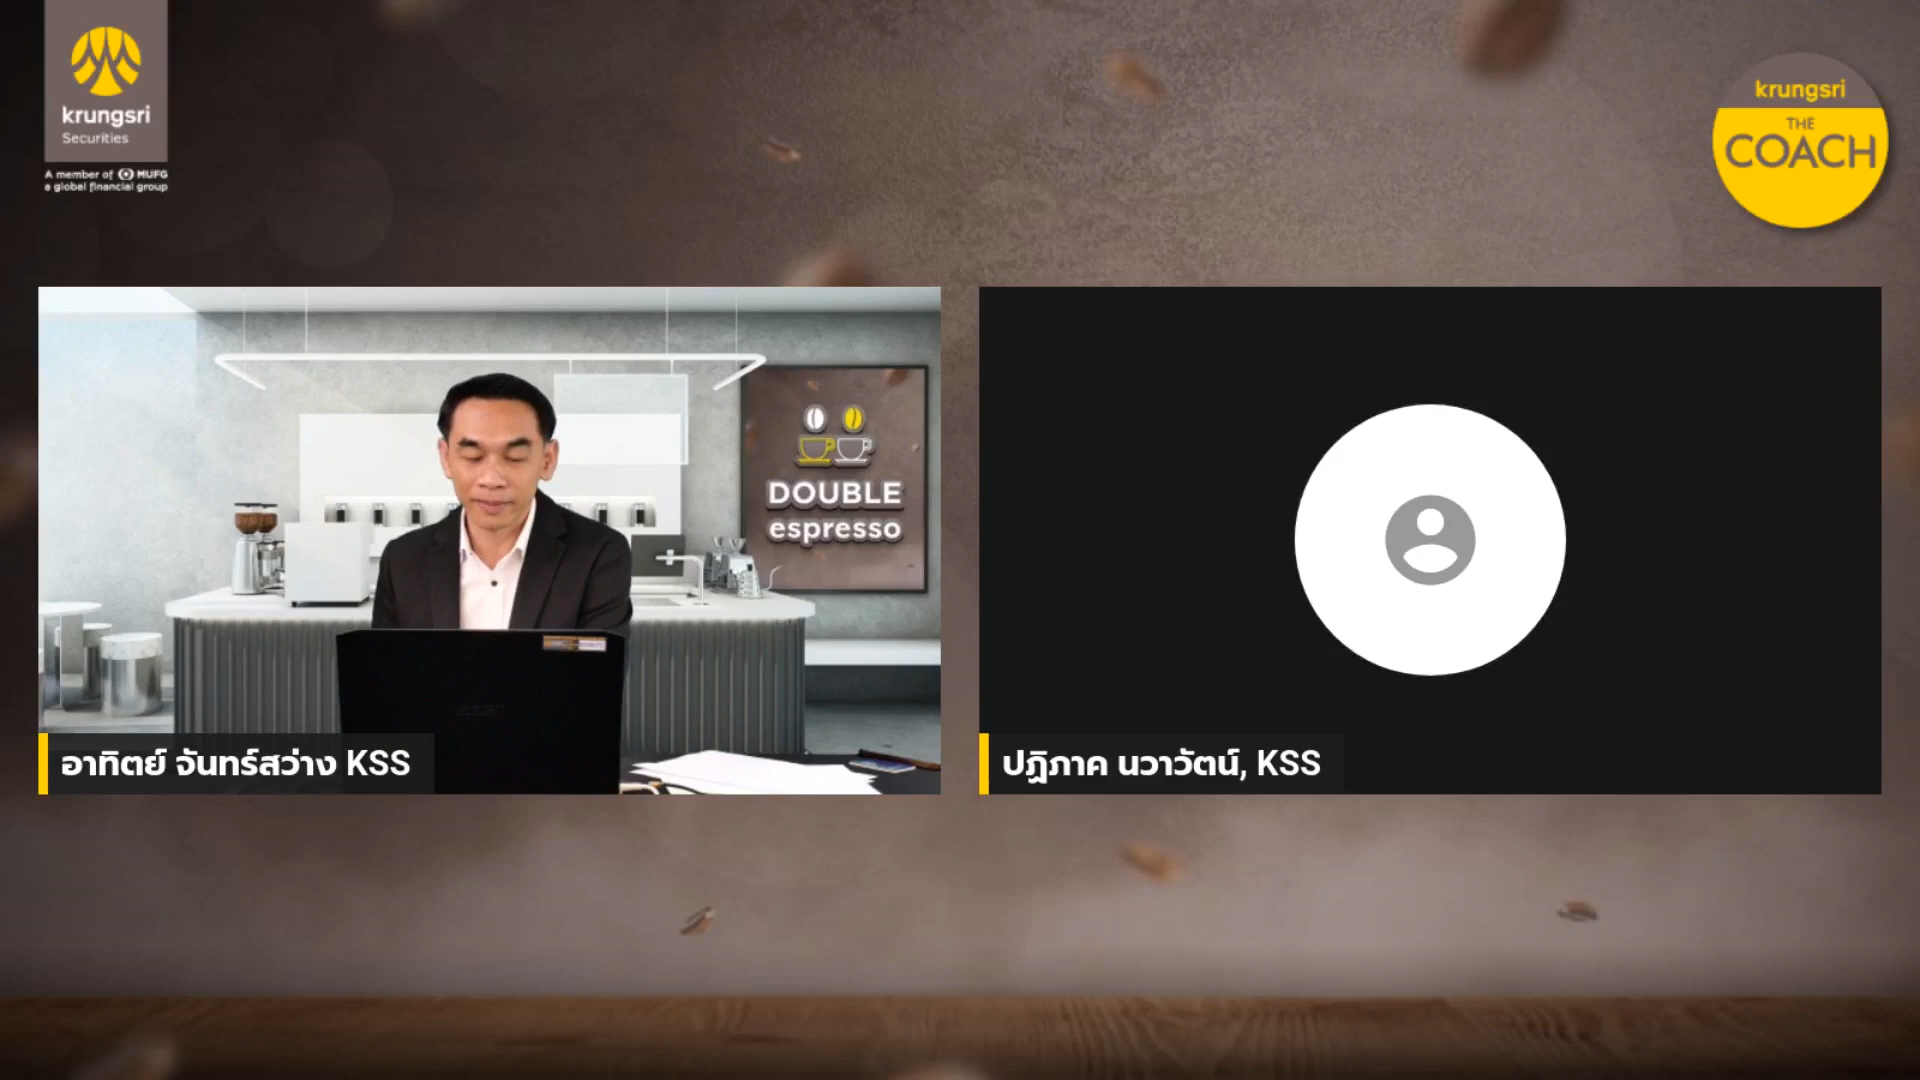 krungsri
Securities
A member of MUFG
a global financial group
krungsri
THE
COACH
DOUBLE
espresso
อาทิตย์ จันทร์สว่าง KSS
ปฏิภาค นวาวัตน์, KSS